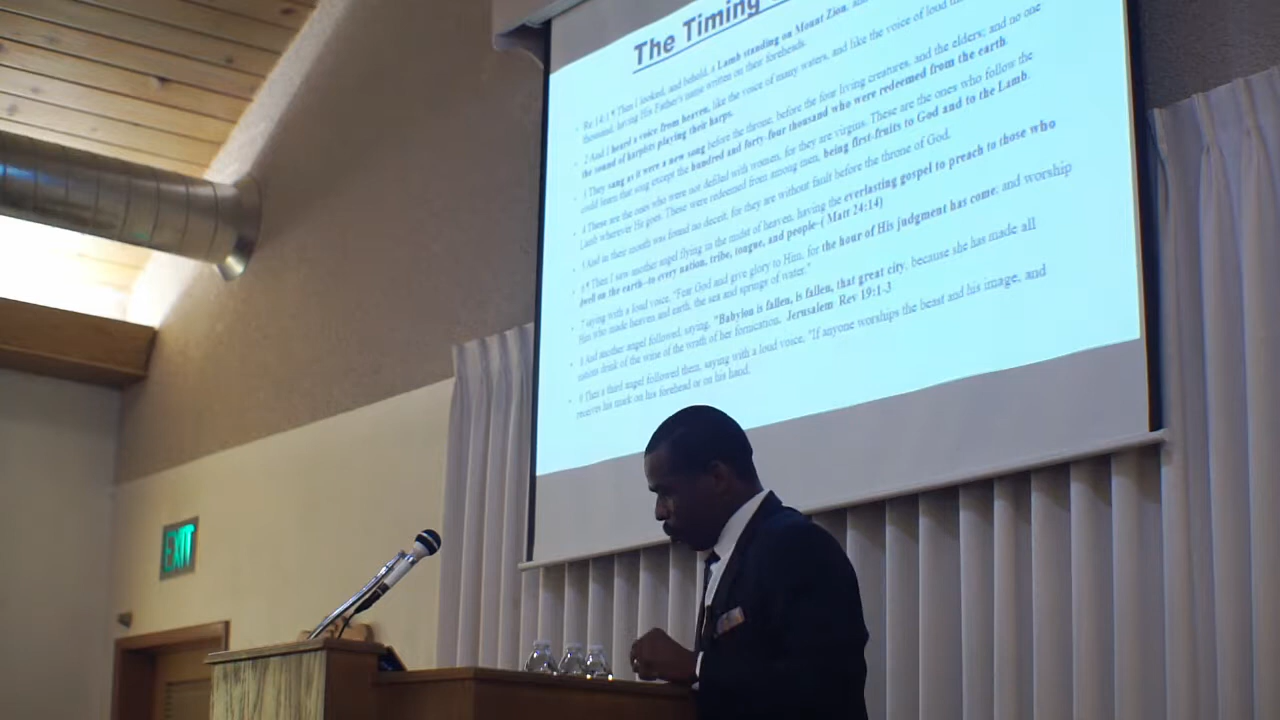 The Timing
Re 14:1 ¶ Then I looked, and behold, a Lamb standing on Mount Zion, and
thousand, having His Father's name written on their foreheads.
2 And I heard a voice from heaven, like the voice of many waters, and like the voice of loud
the sound of harpists playing their harps.
3 They sang as it were a new song before the throne, before the four living creatures, and the elders; and no one
could learn that song except the hundred and forty-four thousand who were redeemed from the earth.
4 These are the ones who were not defiled with women, for they are virgins. These are the ones who follow the
Lamb wherever He goes. These were redeemed from among men, being first-fruits to God and to the Lamb.
5 And in their mouth was found no deceit, for they are without fault before the throne of God.
6 ¶ Then I saw another angel flying in the midst of heaven, having the everlasting gospel to preach to those who
dwell on the earth--to every nation, tribe, tongue, and people- ( Matt 24:14)
7 saying with a loud voice, "Fear God and give glory to Him, for the hour of His judgment has come, and worship
Him who made heaven and earth, the sea and springs of water."
8 And another angel followed, saying, "Babylon is fallen, is fallen, that great city, because she has made all
nations drink of the wine of the wrath of her fornication. Jerusalem Rev 19:1-3
9 Then a third angel followed them, saying with a loud voice, "If anyone worships the beast and his image, and
receives his mark on his forehead or on his hand,
EXIT